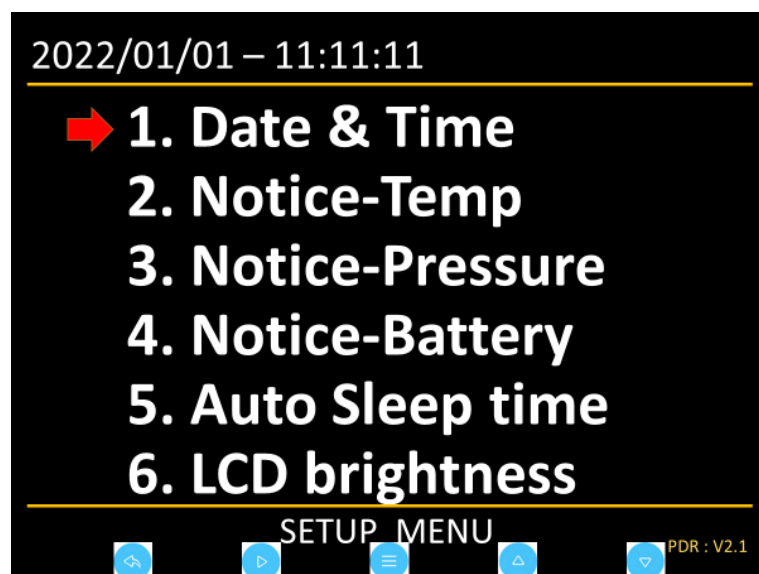 2022/01/01 – 11:11:11
1. Date & Time
2. Notice-Temp
3. Notice-Pressure
4. Notice-Battery
5. Auto Sleep time
6. LCD brightness
SETUP MENU
PDR : V2.1